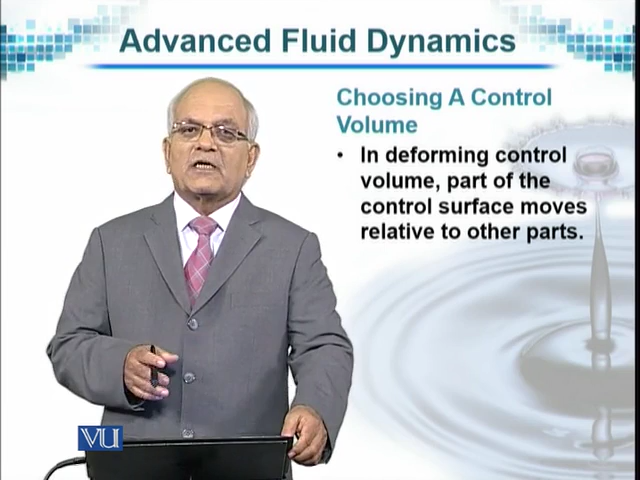 Advanced Fluid Dynamics
Choosing A Control
Volume
• In deforming control
volume, part of the
control surface moves
relative to other parts.
VU